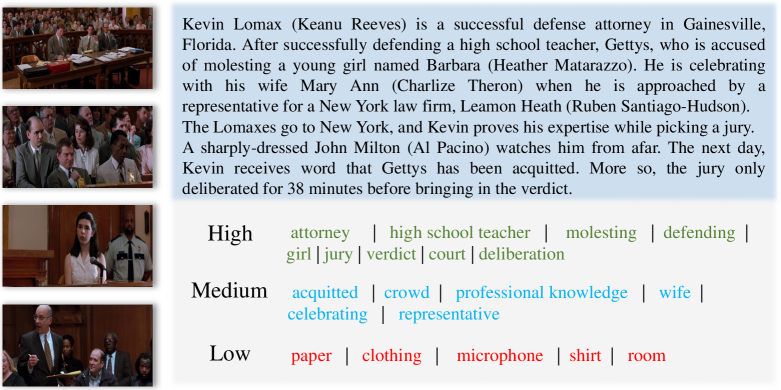 Kevin Lomax (Keanu Reeves) is a successful defense attorney in Gainesville,
Florida. After successfully defending a high school teacher, Gettys, who is accused
of molesting a young girl named Barbara (Heather Matarazzo). He is celebrating
with his wife Mary Ann (Charlize Theron) when he is approached by a
representative for a New York law firm, Leamon Heath (Ruben Santiago-Hudson).
The Lomaxes go to New York, and Kevin proves his expertise while picking a jury.
A sharply-dressed John Milton (Al Pacino) watches him from afar. The next day,
Kevin receives word that Gettys has been acquitted. More so, the jury only
deliberated for 38 minutes before bringing in the verdict.
High attorney | high school teacher | molesting | defending |
girl | jury | verdict | court | deliberation
Medium acquitted | crowd | professional knowledge | wife |
celebrating | representative
Low paper | clothing | microphone | shirt | room